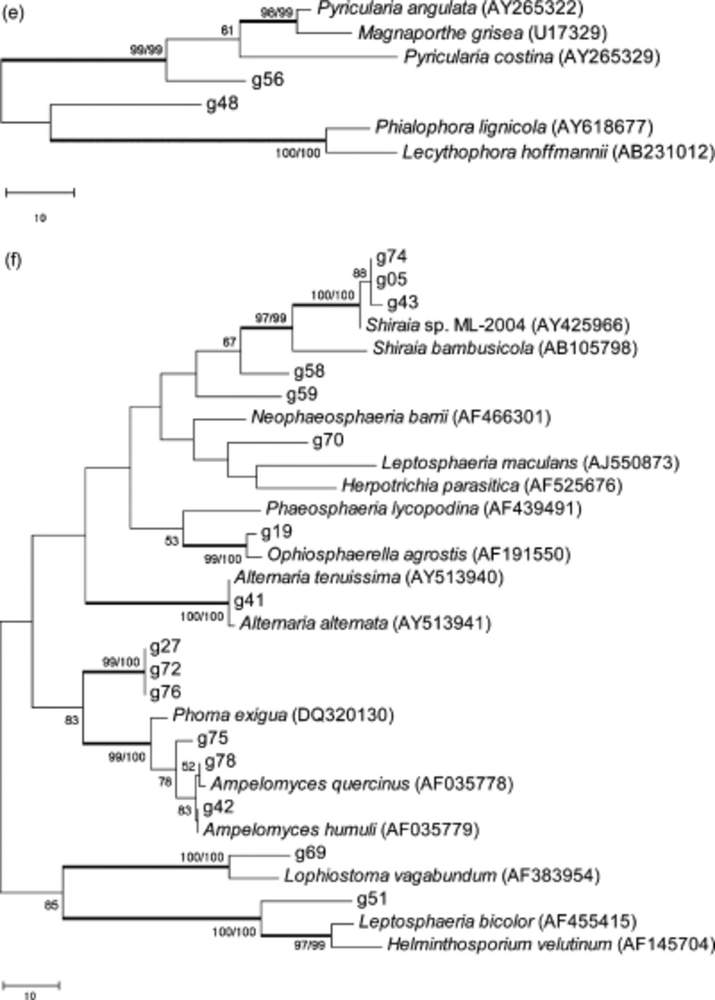 (e)
98/99
Pyricularia angulata (AY265322)
61
Magnaporthe grisea (U17329)
99/99
Pyricularia costina (AY265329)
g56
g48
Phialophora lignicola (AY618677)
100/100
Lecythophora hoffmannii (AB231012)
10
(f)
g74
88
g05
100/100
g43
97/99
Shiraia sp. ML-2004 (AY425966)
67
Shiraia bambusicola (AB105798)
g58
g59
Neophaeosphaeria barrii (AF466301)
g70
Leptosphaeria maculans (AJ550873)
Herpotrichia parasitica (AF525676)
Phaeosphaeria lycopodina (AF439491)
g19
53
99/100
Ophiosphaerella agrostis (AF191550)
Alternaria tenuissima (AY513940)
g41
100/100
Alternaria alternata (AY513941)
g27
99/100
g72
g76
83
Phoma exigua (DQ320130)
g75
99/100
52
g78
78
Ampelomyces quercinus (AF035778)
g42
83
Ampelomyces humuli (AF035779)
100/100
g69
Lophiostoma vagabundum (AF383954)
85
g51
Leptosphaeria bicolor (AF455415)
100/100
97/99
Helminthosporium velutinum (AF145704)
10